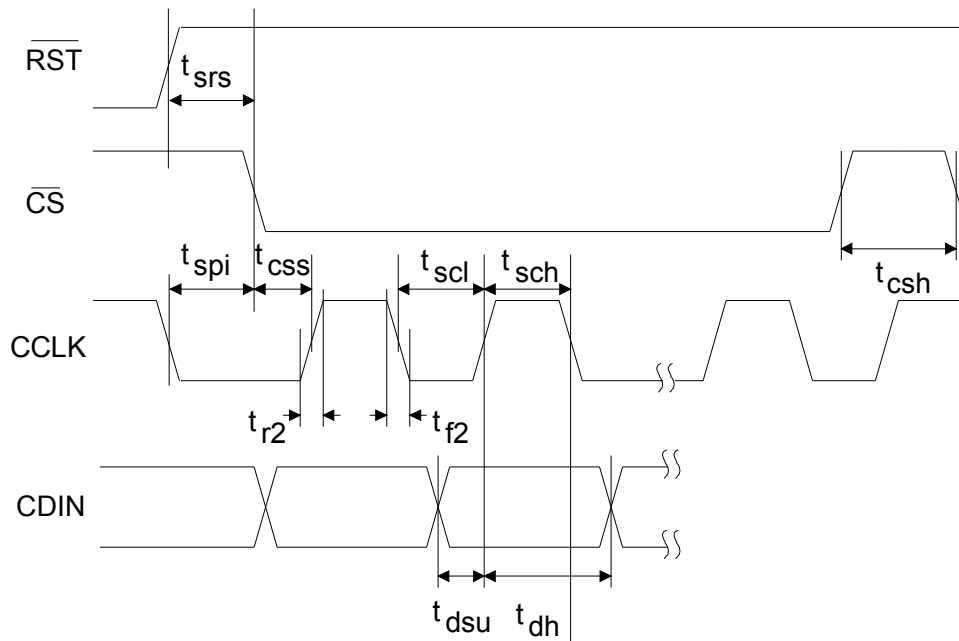 RST
t srs
CS
t spi
t css
t scl
t sch
t csh
CCLK
t r2
t f2
CDIN
t dsu
t dh